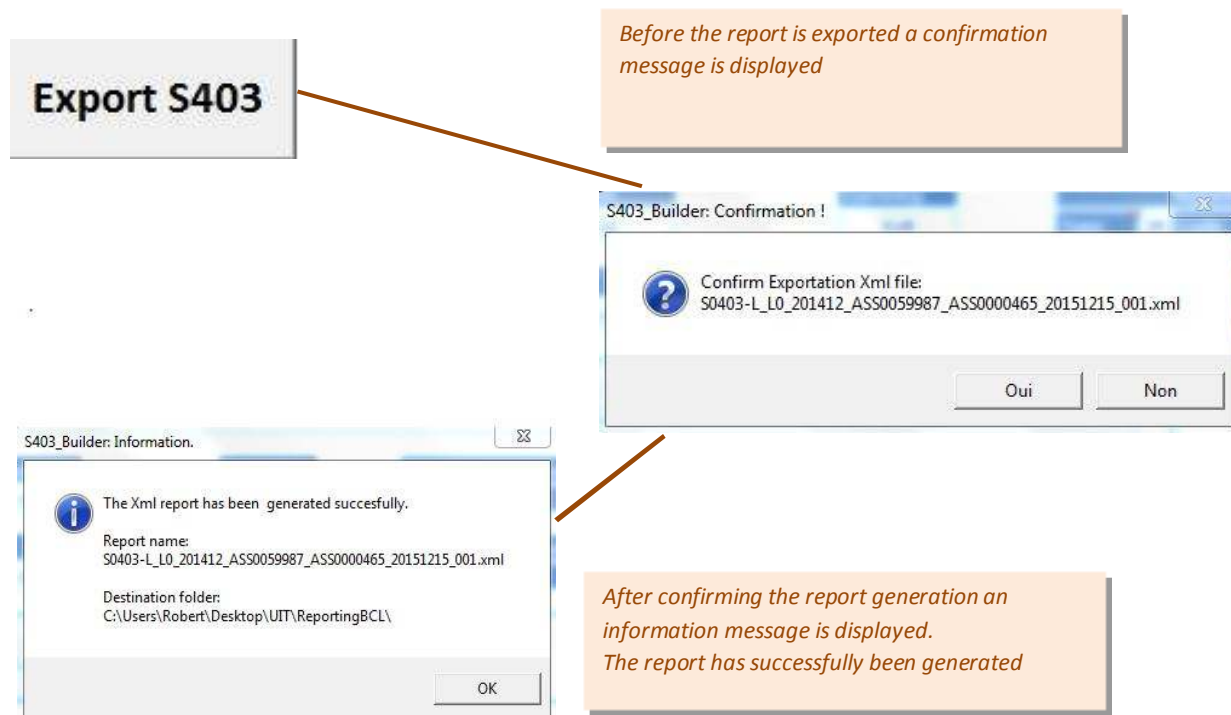 Export S403
Before the report is exported a confirmation
message is displayed
S403_Builder: Confirmation !
Confirm Exportation Xml file:
S0403-L_L0_201412_ASS0059987_ASS0000465_20151215_001.xml
Oui
Non
.
S403_Builder: Information.
The Xml report has been generated succesfully.
Report name:
S0403-L_L0_201412_ASS0059987_ASS0000465_20151215_001.xml
Destination folder:
C:\Users\Robert\Desktop\UIT\ReportingBCL\
OK
After confirming the report generation an
information message is displayed.
The report has successfully been generated